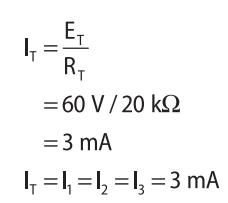 I_T = E_T / R_T
= 60 V / 20 kΩ
= 3 mA
I_T = I_1 = I_2 = I_3 = 3 mA